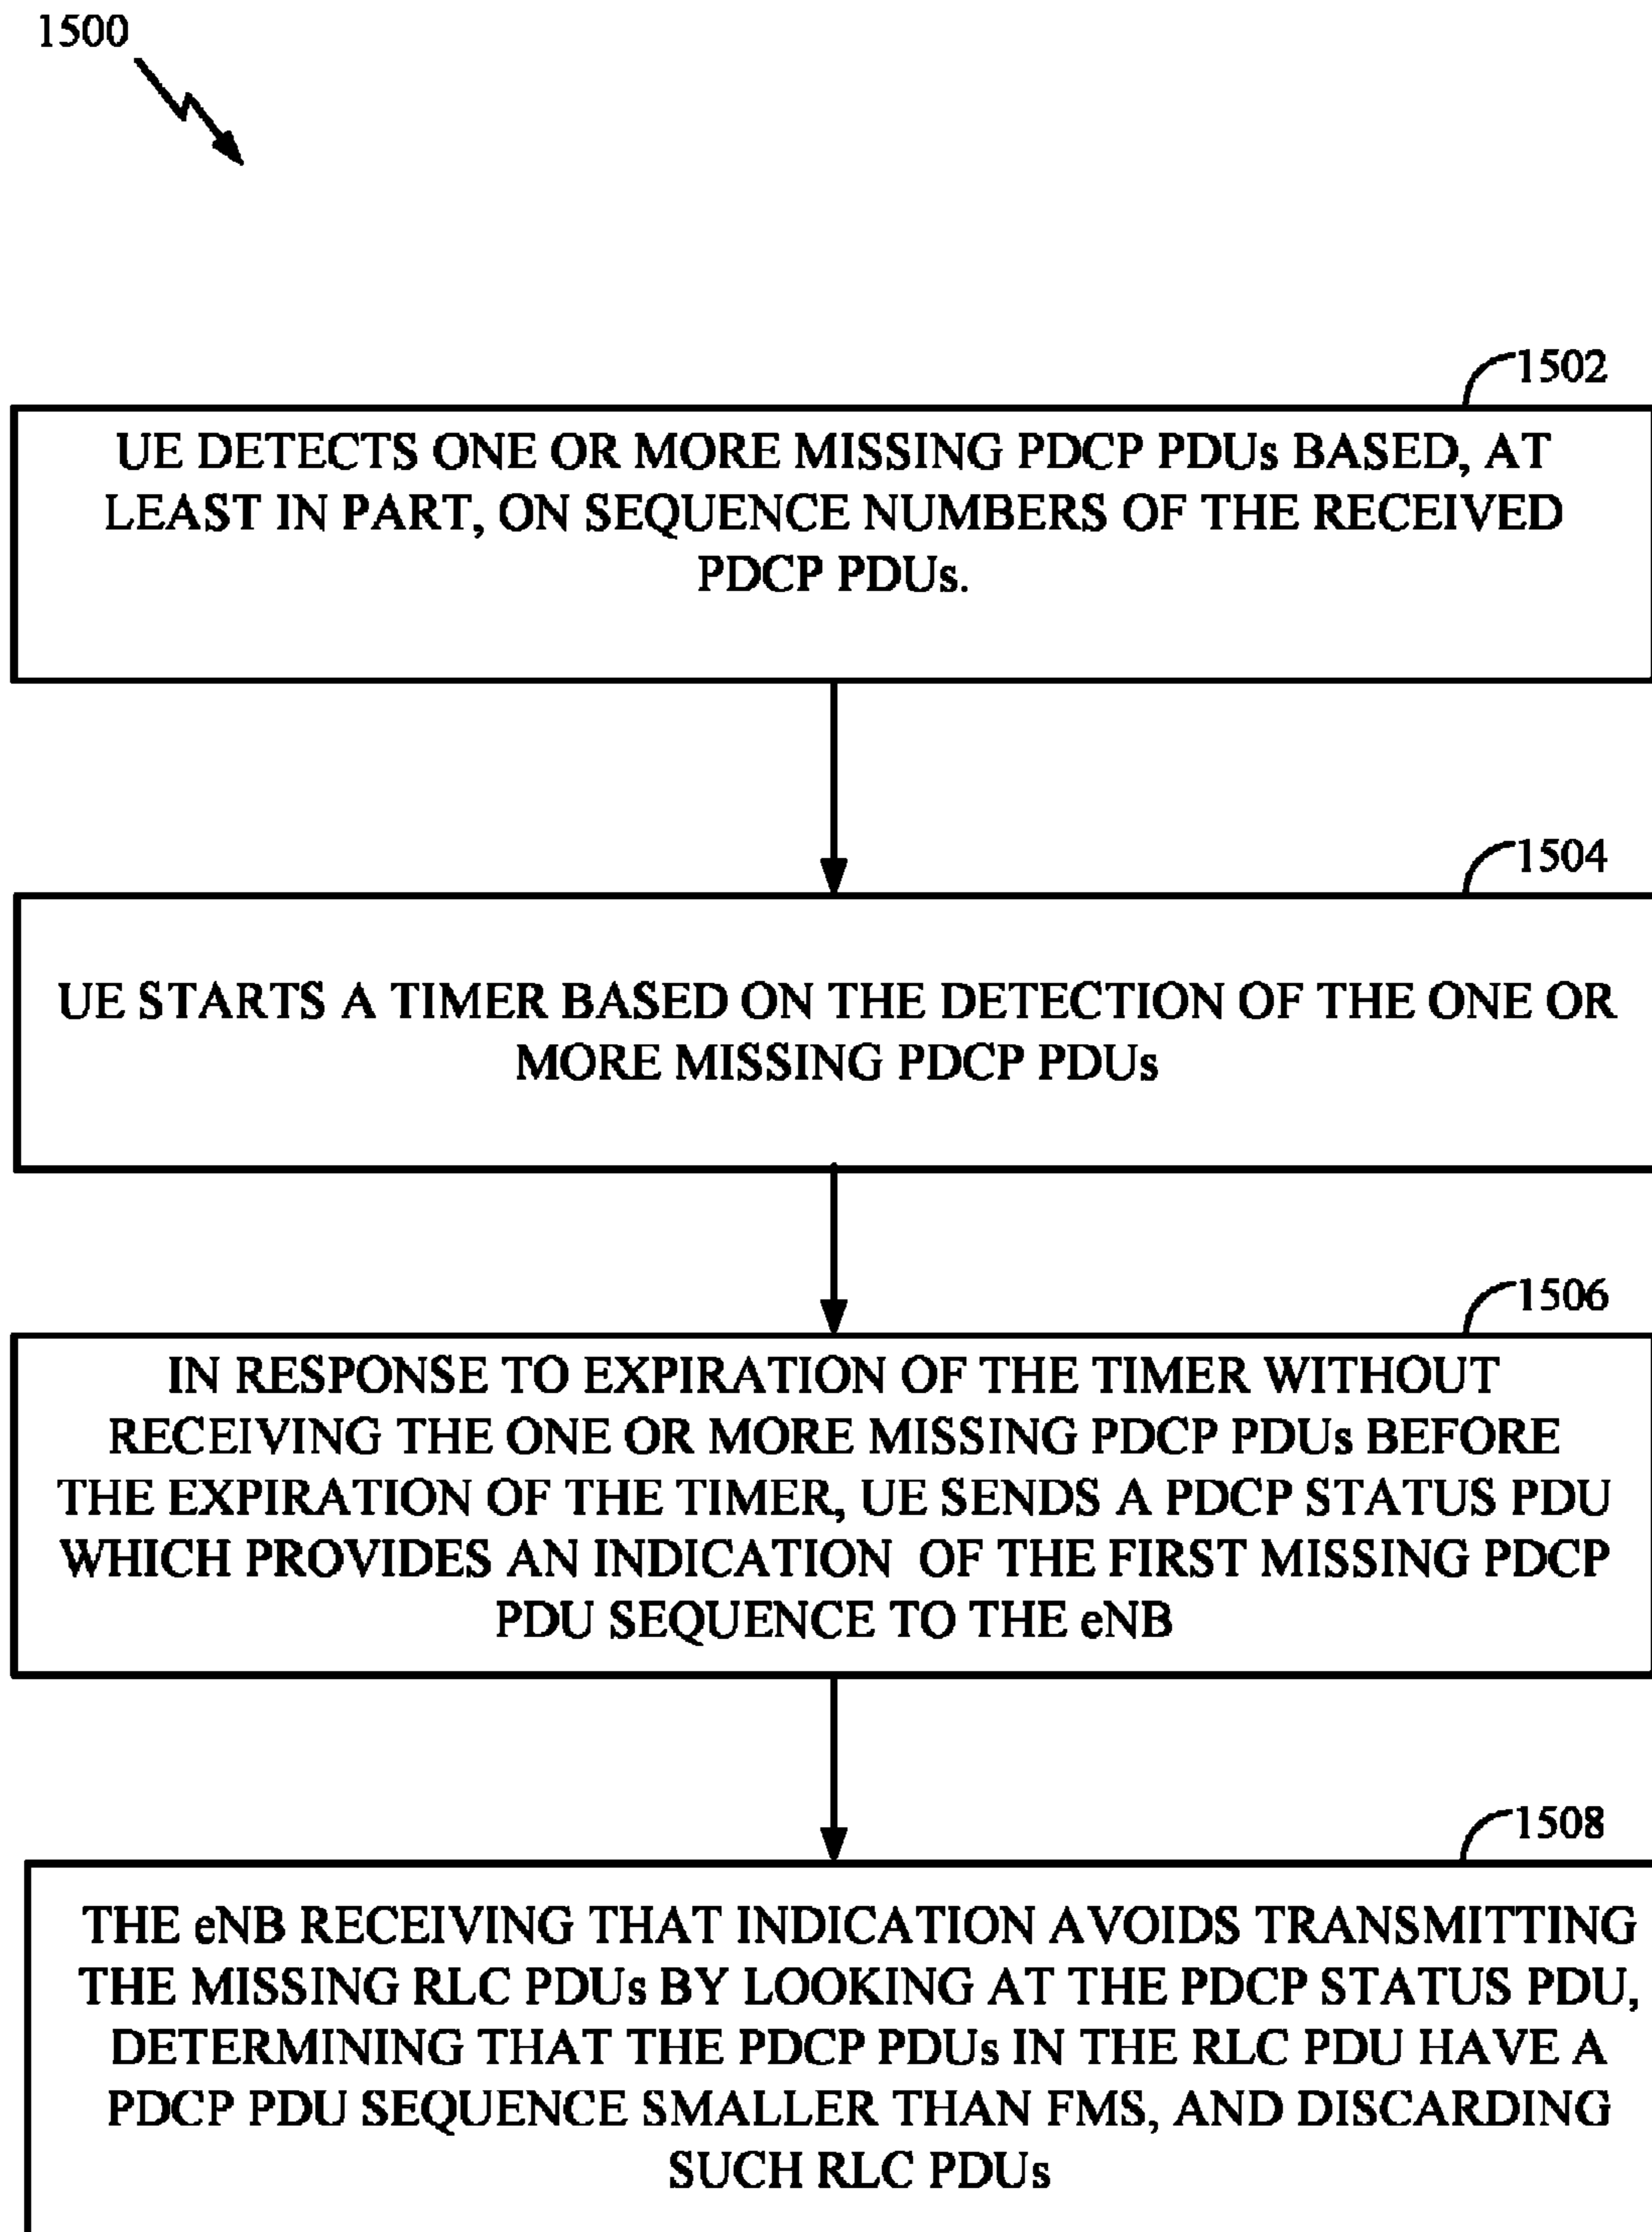 1500
1502
UE DETECTS ONE OR MORE MISSING PDCP PDUs BASED, AT
LEAST IN PART, ON SEQUENCE NUMBERS OF THE RECEIVED
PDCP PDUs.
1504
UE STARTS A TIMER BASED ON THE DETECTION OF THE ONE OR
MORE MISSING PDCP PDUs
1506
IN RESPONSE TO EXPIRATION OF THE TIMER WITHOUT
RECEIVING THE ONE OR MORE MISSING PDCP PDUs BEFORE
THE EXPIRATION OF THE TIMER, UE SENDS A PDCP STATUS PDU
WHICH PROVIDES AN INDICATION OF THE FIRST MISSING PDCP
PDU SEQUENCE TO THE eNB
1508
THE eNB RECEIVING THAT INDICATION AVOIDS TRANSMITTING
THE MISSING RLC PDUs BY LOOKING AT THE PDCP STATUS PDU,
DETERMINING THAT THE PDCP PDUs IN THE RLC PDU HAVE A
PDCP PDU SEQUENCE SMALLER THAN FMS, AND DISCARDING
SUCH RLC PDUs